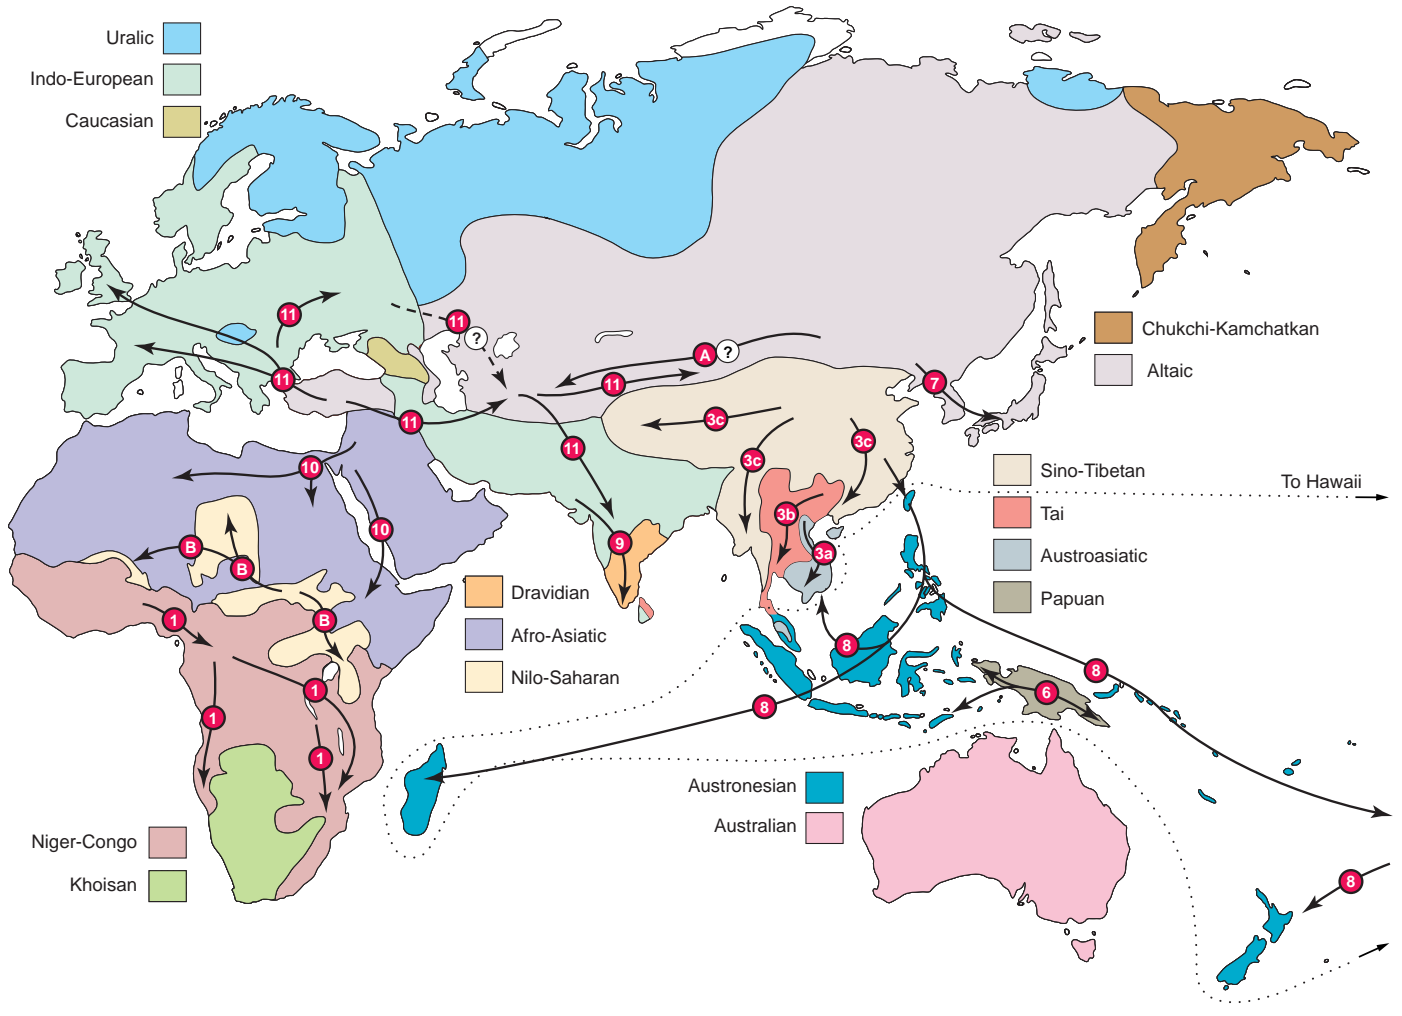 Uralic
Indo-European
Caucasian
11
11
?
11
11
11
11
11
A
?
7
Chukchi-Kamchatkan
Altaic
3c
3c
3c
10
10
B
B
B
9
3b
3a
Sino-Tibetan
Tai
Austroasiatic
Papuan
To Hawaii
Dravidian
Afro-Asiatic
Nilo-Saharan
1
1
1
1
8
8
8
6
Niger-Congo
Khoisan
Austronesian
Australian
8